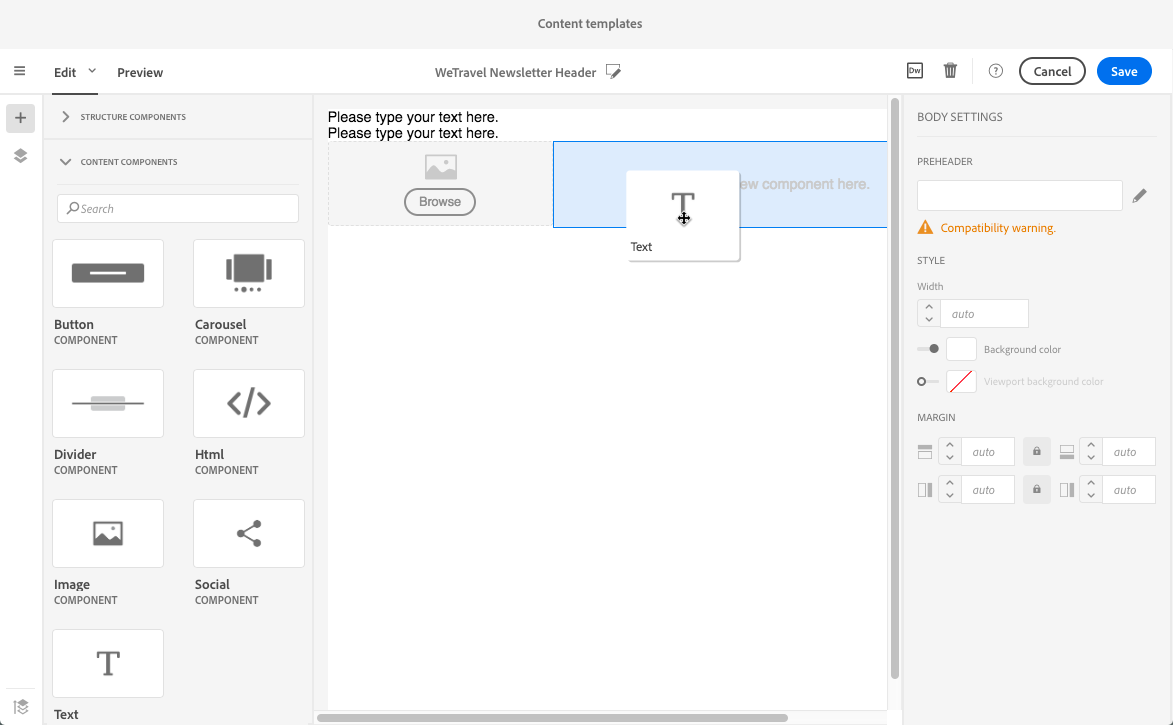 Content templates
Edit
Preview
WeTravel Newsletter Header
Dw
?
Cancel
Save
STRUCTURE COMPONENTS
CONTENT COMPONENTS
Search
Button
COMPONENT
Carousel
COMPONENT
Divider
COMPONENT
Html
COMPONENT
Image
COMPONENT
Social
COMPONENT
T
Text
Please type your text here.
Please type your text here.
Browse
component here.
T
Text
BODY SETTINGS
PREHEADER
Compatibility warning.
STYLE
Width
auto
Background color
Viewport background color
MARGIN
auto
auto
auto
auto